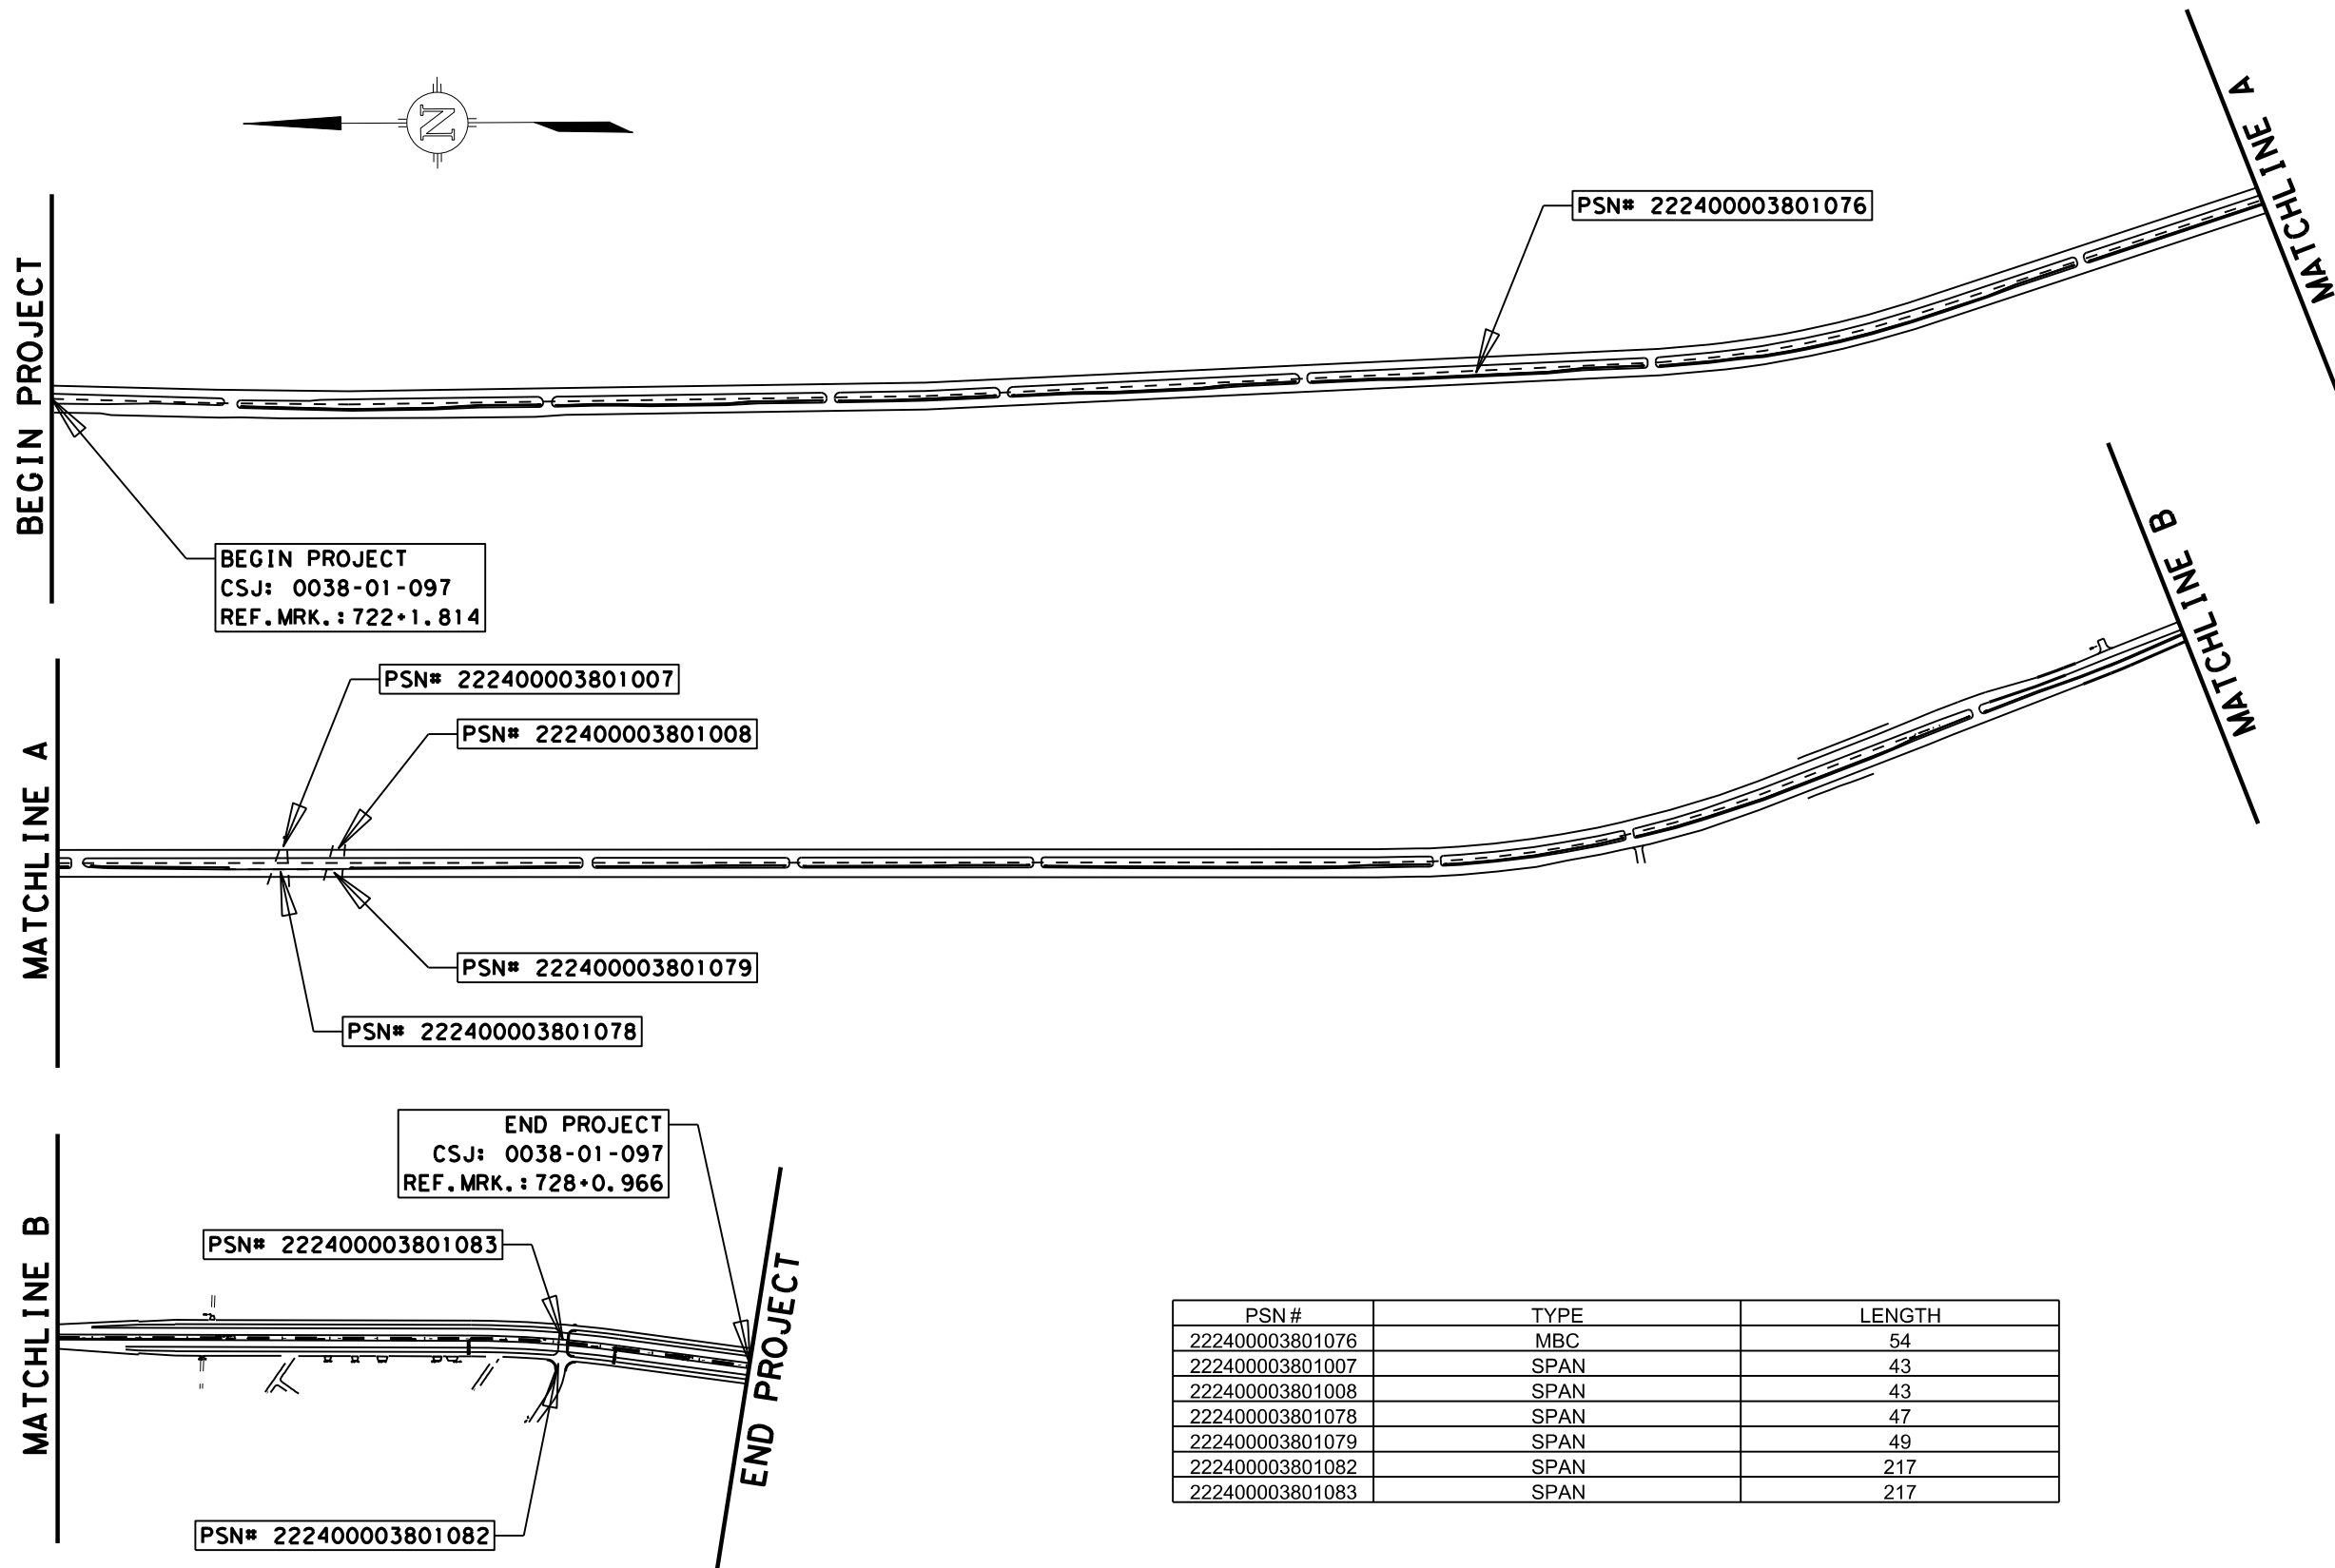 N
MATCHLINE A
PSN# 222400003801076
BEGIN PROJECT
BEGIN PROJECT
CSJ: 0038-01-097
REF.MRK.:722+1.814
MATCHLINE B
PSN# 222400003801007
PSN# 222400003801008
MATCHLINE A
PSN# 222400003801079
PSN# 222400003801078
END PROJECT
CSJ: 0038-01-097
REF.MRK.:728+0.966
PSN# 222400003801083
MATCHLINE B
END PROJECT
PSN# 222400003801082
PSN # TYPE LENGTH
222400003801076 MBC 54
222400003801007 SPAN 43
222400003801008 SPAN 43
222400003801078 SPAN 47
222400003801079 SPAN 49
222400003801082 SPAN 217
222400003801083 SPAN 217